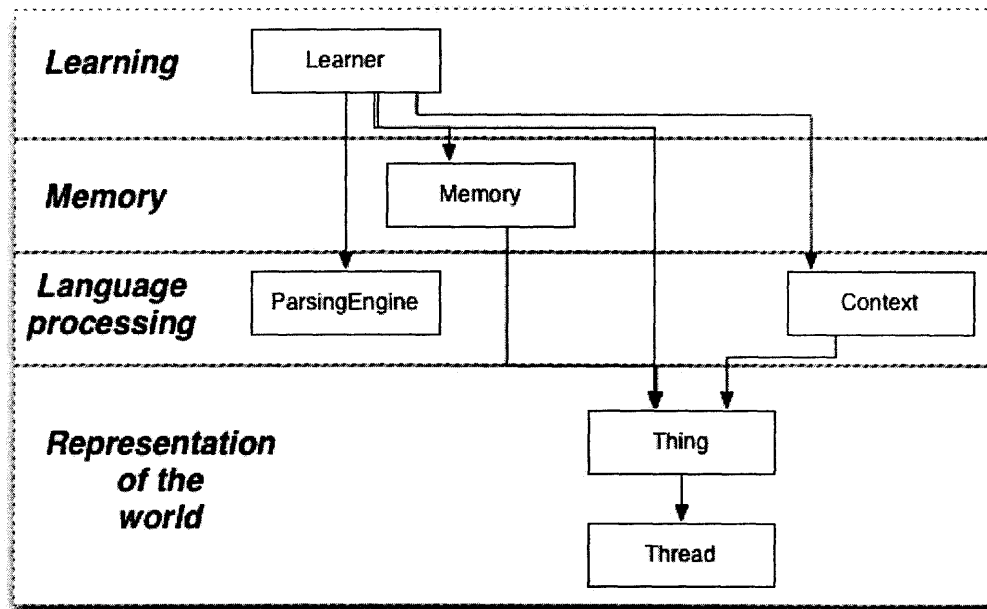 Learning
Learner
Memory
Memory
Language
processing
ParsingEngine
Context
Representation
of the
world
Thing
Thread